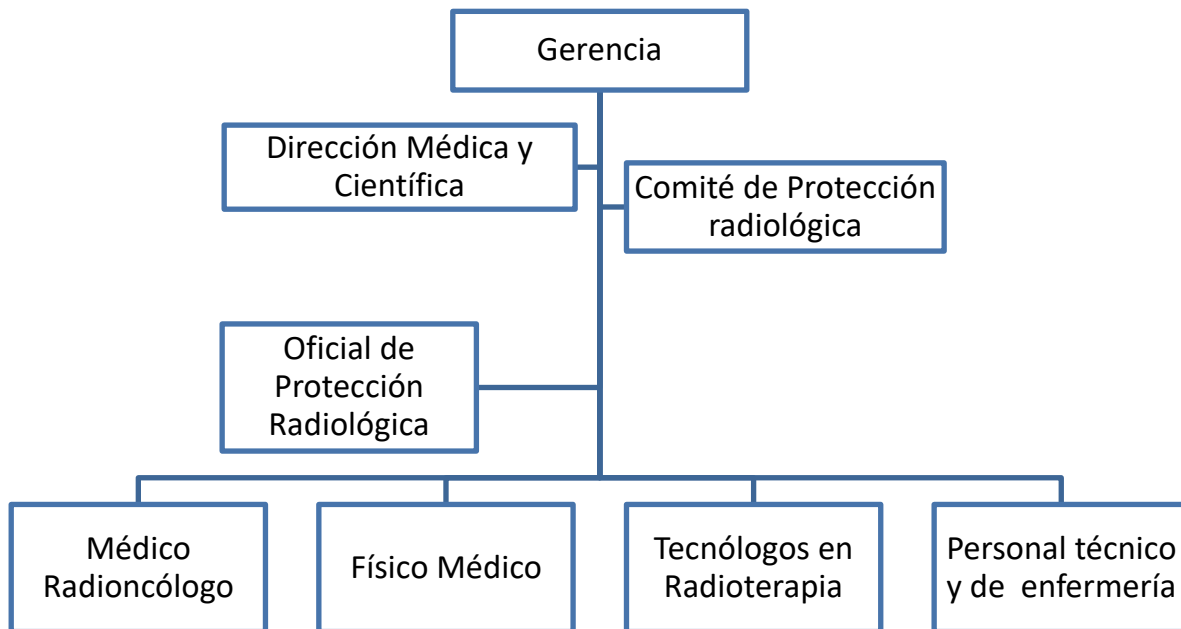 Gerencia
Dirección Médica y
Científica
Comité de Protección
radiológica
Oficial de
Protección
Radiológica
Médico
Radioncólogo
Físico Médico
Tecnólogos en
Radioterapia
Personal técnico
y de  enfermería